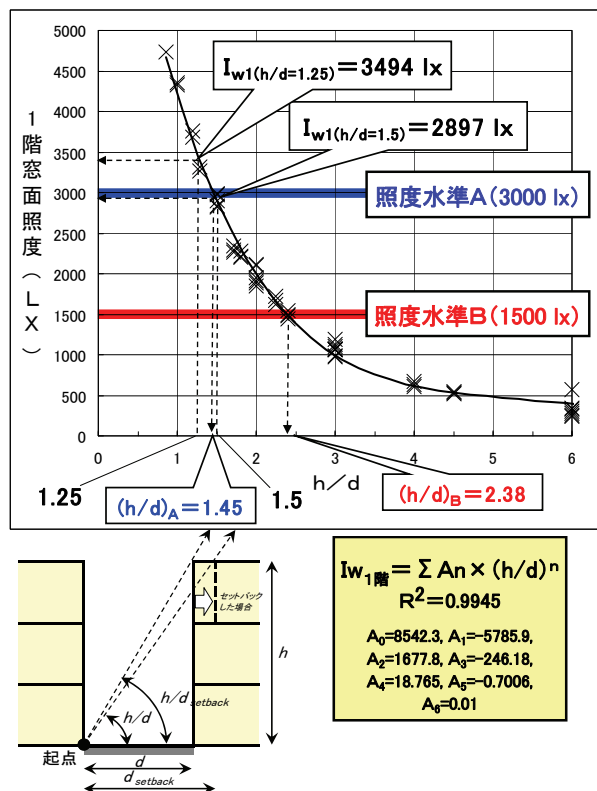 1階窓面照度(LX)
5000
4500
4000
3500
3000
2500
2000
1500
1000
500
0
I w1(h/d=1.25)=3494 lx
I w1(h/d=1.5)=2897 lx
照度水準A(3000 lx)
照度水準B(1500 lx)
0 1 2 3 4 5 6
1.25
1.5
h/d
(h/d)A=1.45
(h/d)B=2.38
セットバック
した場合
h
h/d setback
h/d
起点
d
d setback
Iw1階=Σ An×(h/d)ⁿ
R²=0.9945
A0=8542.3, A1=-5785.9,
A2=1677.8, A3=-246.18,
A4=18.765, A5=-0.7006,
A6=0.01